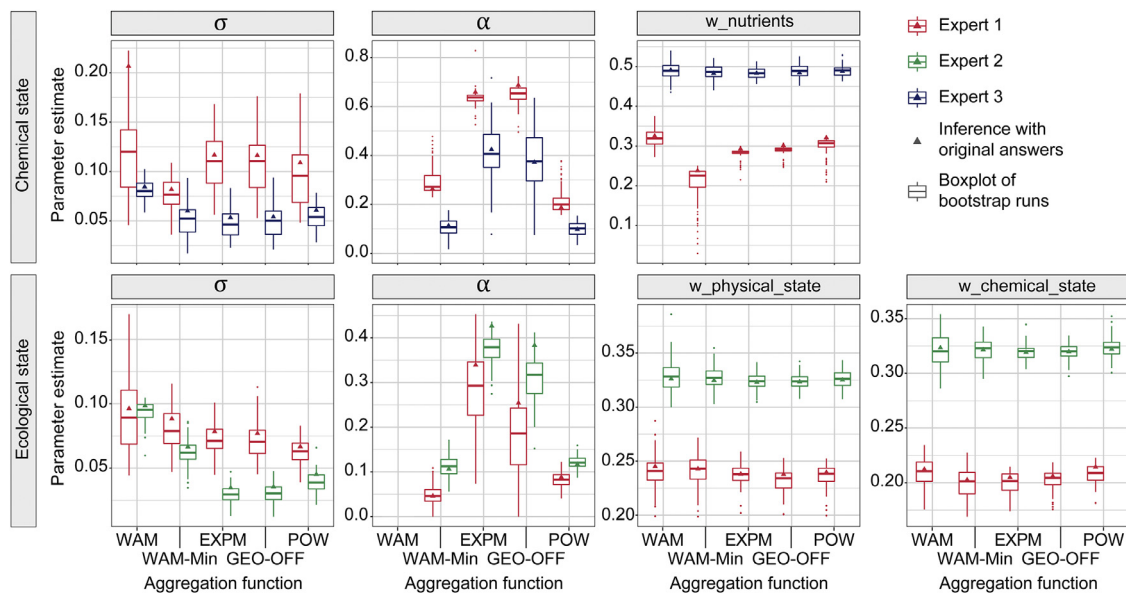 σ
α
w_nutrients
Chemical state
Parameter estimate
0.20
0.15
0.10
0.05
0.8
0.6
0.4
0.2
0.0
0.5
0.4
0.3
0.2
0.1
Expert 1
Expert 2
Expert 3
Inference with
original answers
Boxplot of
bootstrap runs
σ
α
w_physical_state
w_chemical_state
Ecological state
Parameter estimate
0.15
0.10
0.05
0.4
0.3
0.2
0.1
0.0
0.35
0.30
0.25
0.20
0.35
0.30
0.25
0.20
WAM EXPM POW
WAM-Min GEO-OFF
Aggregation function
WAM EXPM POW
WAM-Min GEO-OFF
Aggregation function
WAM EXPM POW
WAM-Min GEO-OFF
Aggregation function
WAM EXPM POW
WAM-Min GEO-OFF
Aggregation function